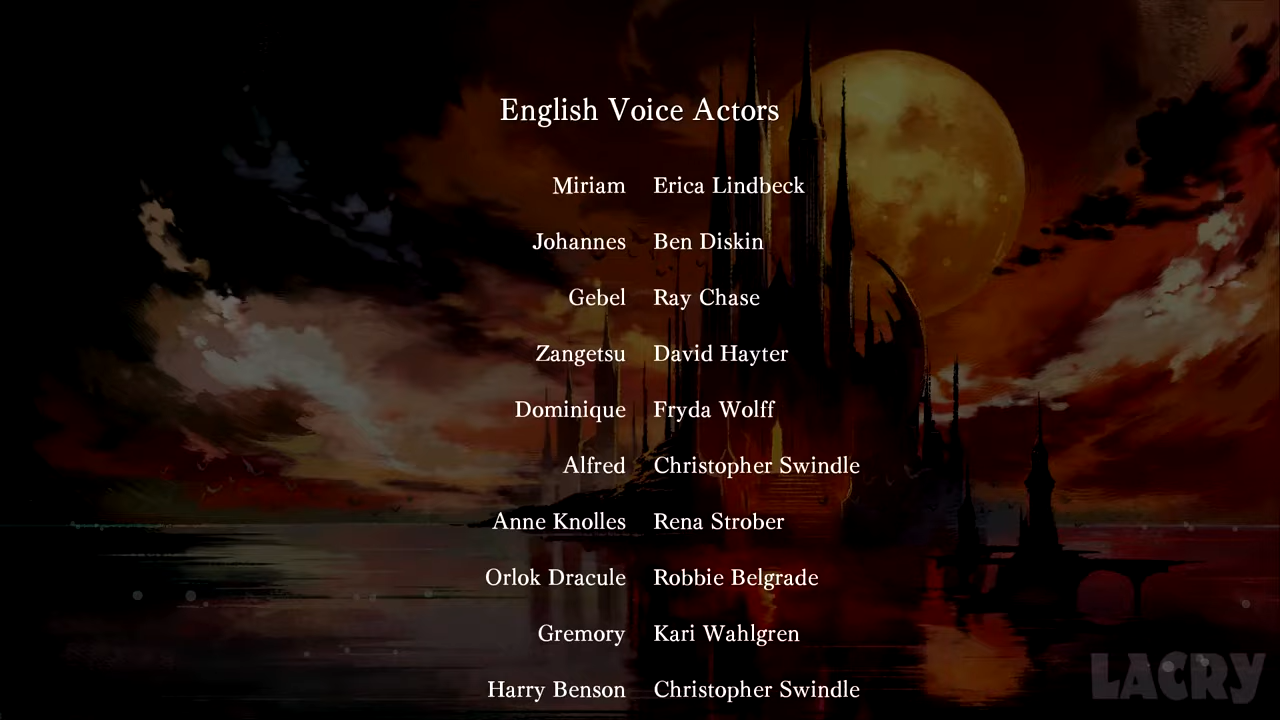 English Voice Actors
Miriam Erica Lindbeck
Johannes Ben Diskin
Gebel Ray Chase
Zangetsu David Hayter
Dominique Fryda Wolff
Alfred Christopher Swindle
Anne Knolles Rena Strober
Orlok Dracule Robbie Belgrade
Gremory Kari Wahlgren
Harry Benson Christopher Swindle
LACRY